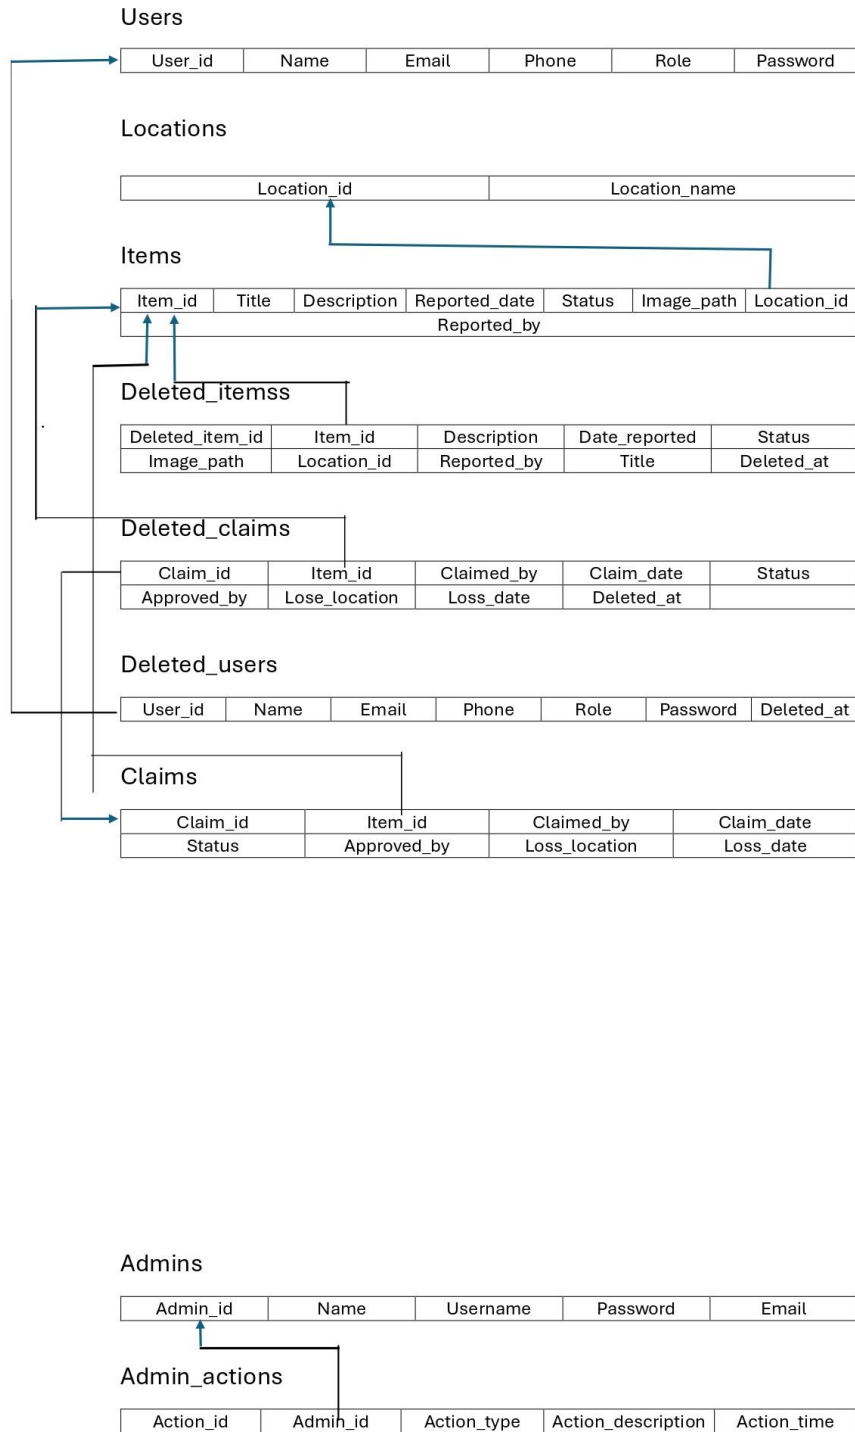 Users
User_id Name Email Phone Role Password
Locations
Location_id Location_name
Items
Item_id Title Description Reported_date Status Image_path Location_id
Reported_by
Deleted_itemss
Deleted_item_id Item_id Description Date_reported Status
Image_path Location_id Reported_by Title Deleted_at
Deleted_claims
Claim_id Item_id Claimed_by Claim_date Status
Approved_by Lose_location Loss_date Deleted_at
Deleted_users
User_id Name Email Phone Role Password Deleted_at
Claims
Claim_id Item_id Claimed_by Claim_date
Status Approved_by Loss_location Loss_date
Admins
Admin_id Name Username Password Email
Admin_actions
Action_id Admin_id Action_type Action_description Action_time